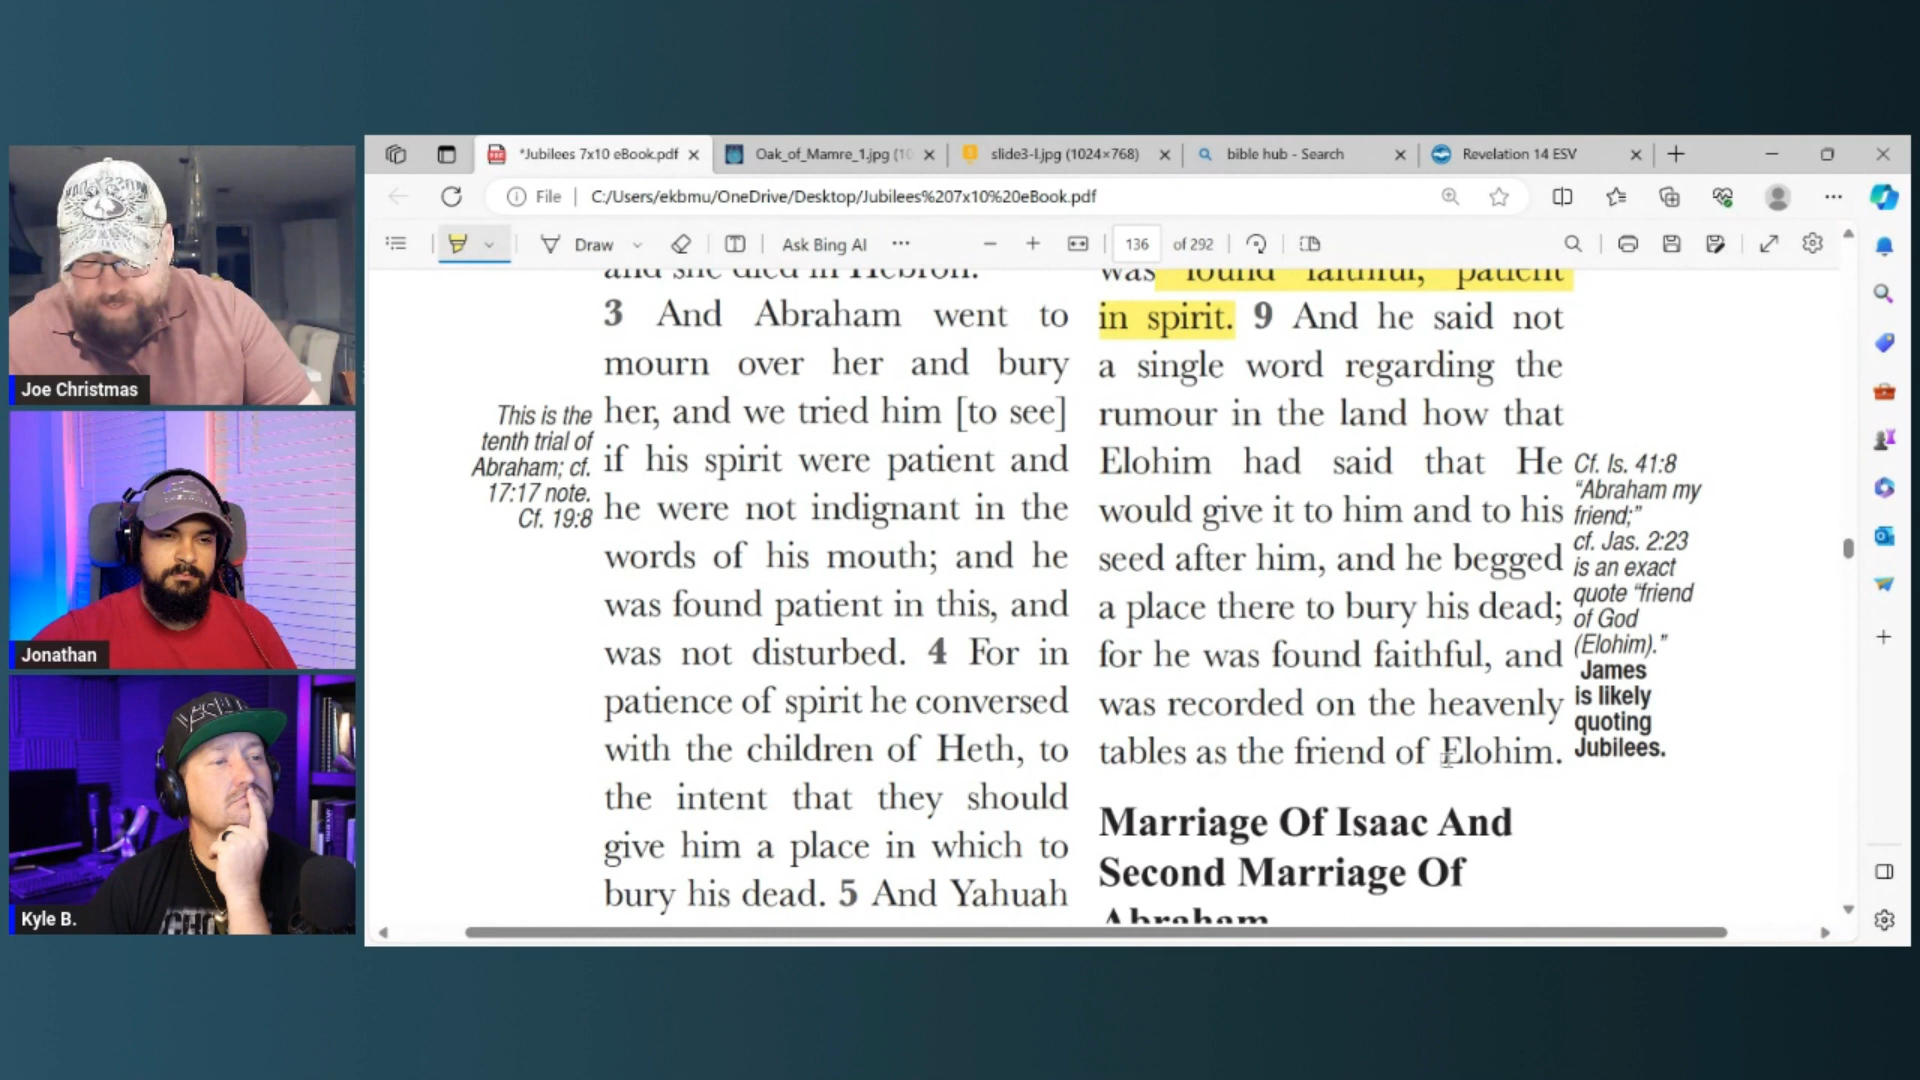 *Jubilees 7x10 eBook.pdf
Oak_of_Mamre_1.jpg (10
slide3-l.jpg (1024×768)
bible hub - Search
Revelation 14 ESV
File
C:/Users/ekbmu/OneDrive/Desktop/Jubilees%207x10%20eBook.pdf
Draw
Ask Bing AI
136 of 292
and she died in Hebron.
3 And Abraham went to
mourn over her and bury
her, and we tried him [to see]
if his spirit were patient and
he were not indignant in the
words of his mouth; and he
was found patient in this, and
was not disturbed. 4 For in
patience of spirit he conversed
with the children of Heth, to
the intent that they should
give him a place in which to
bury his dead. 5 And Yahuah
This is the
tenth trial of
Abraham; cf.
17:17 note.
Cf. 19:8
was found faithful, patient
in spirit. 9 And he said not
a single word regarding the
rumour in the land how that
Elohim had said that He
would give it to him and to his
seed after him, and he begged
a place there to bury his dead;
for he was found faithful, and
was recorded on the heavenly
tables as the friend of Elohim.
Cf. Is. 41:8
“Abraham my
friend;”
cf. Jas. 2:23
is an exact
quote “friend
of God
(Elohim).”
James
is likely
quoting
Jubilees.
Marriage Of Isaac And
Second Marriage Of
Abraham
Joe Christmas
Jonathan
Kyle B.